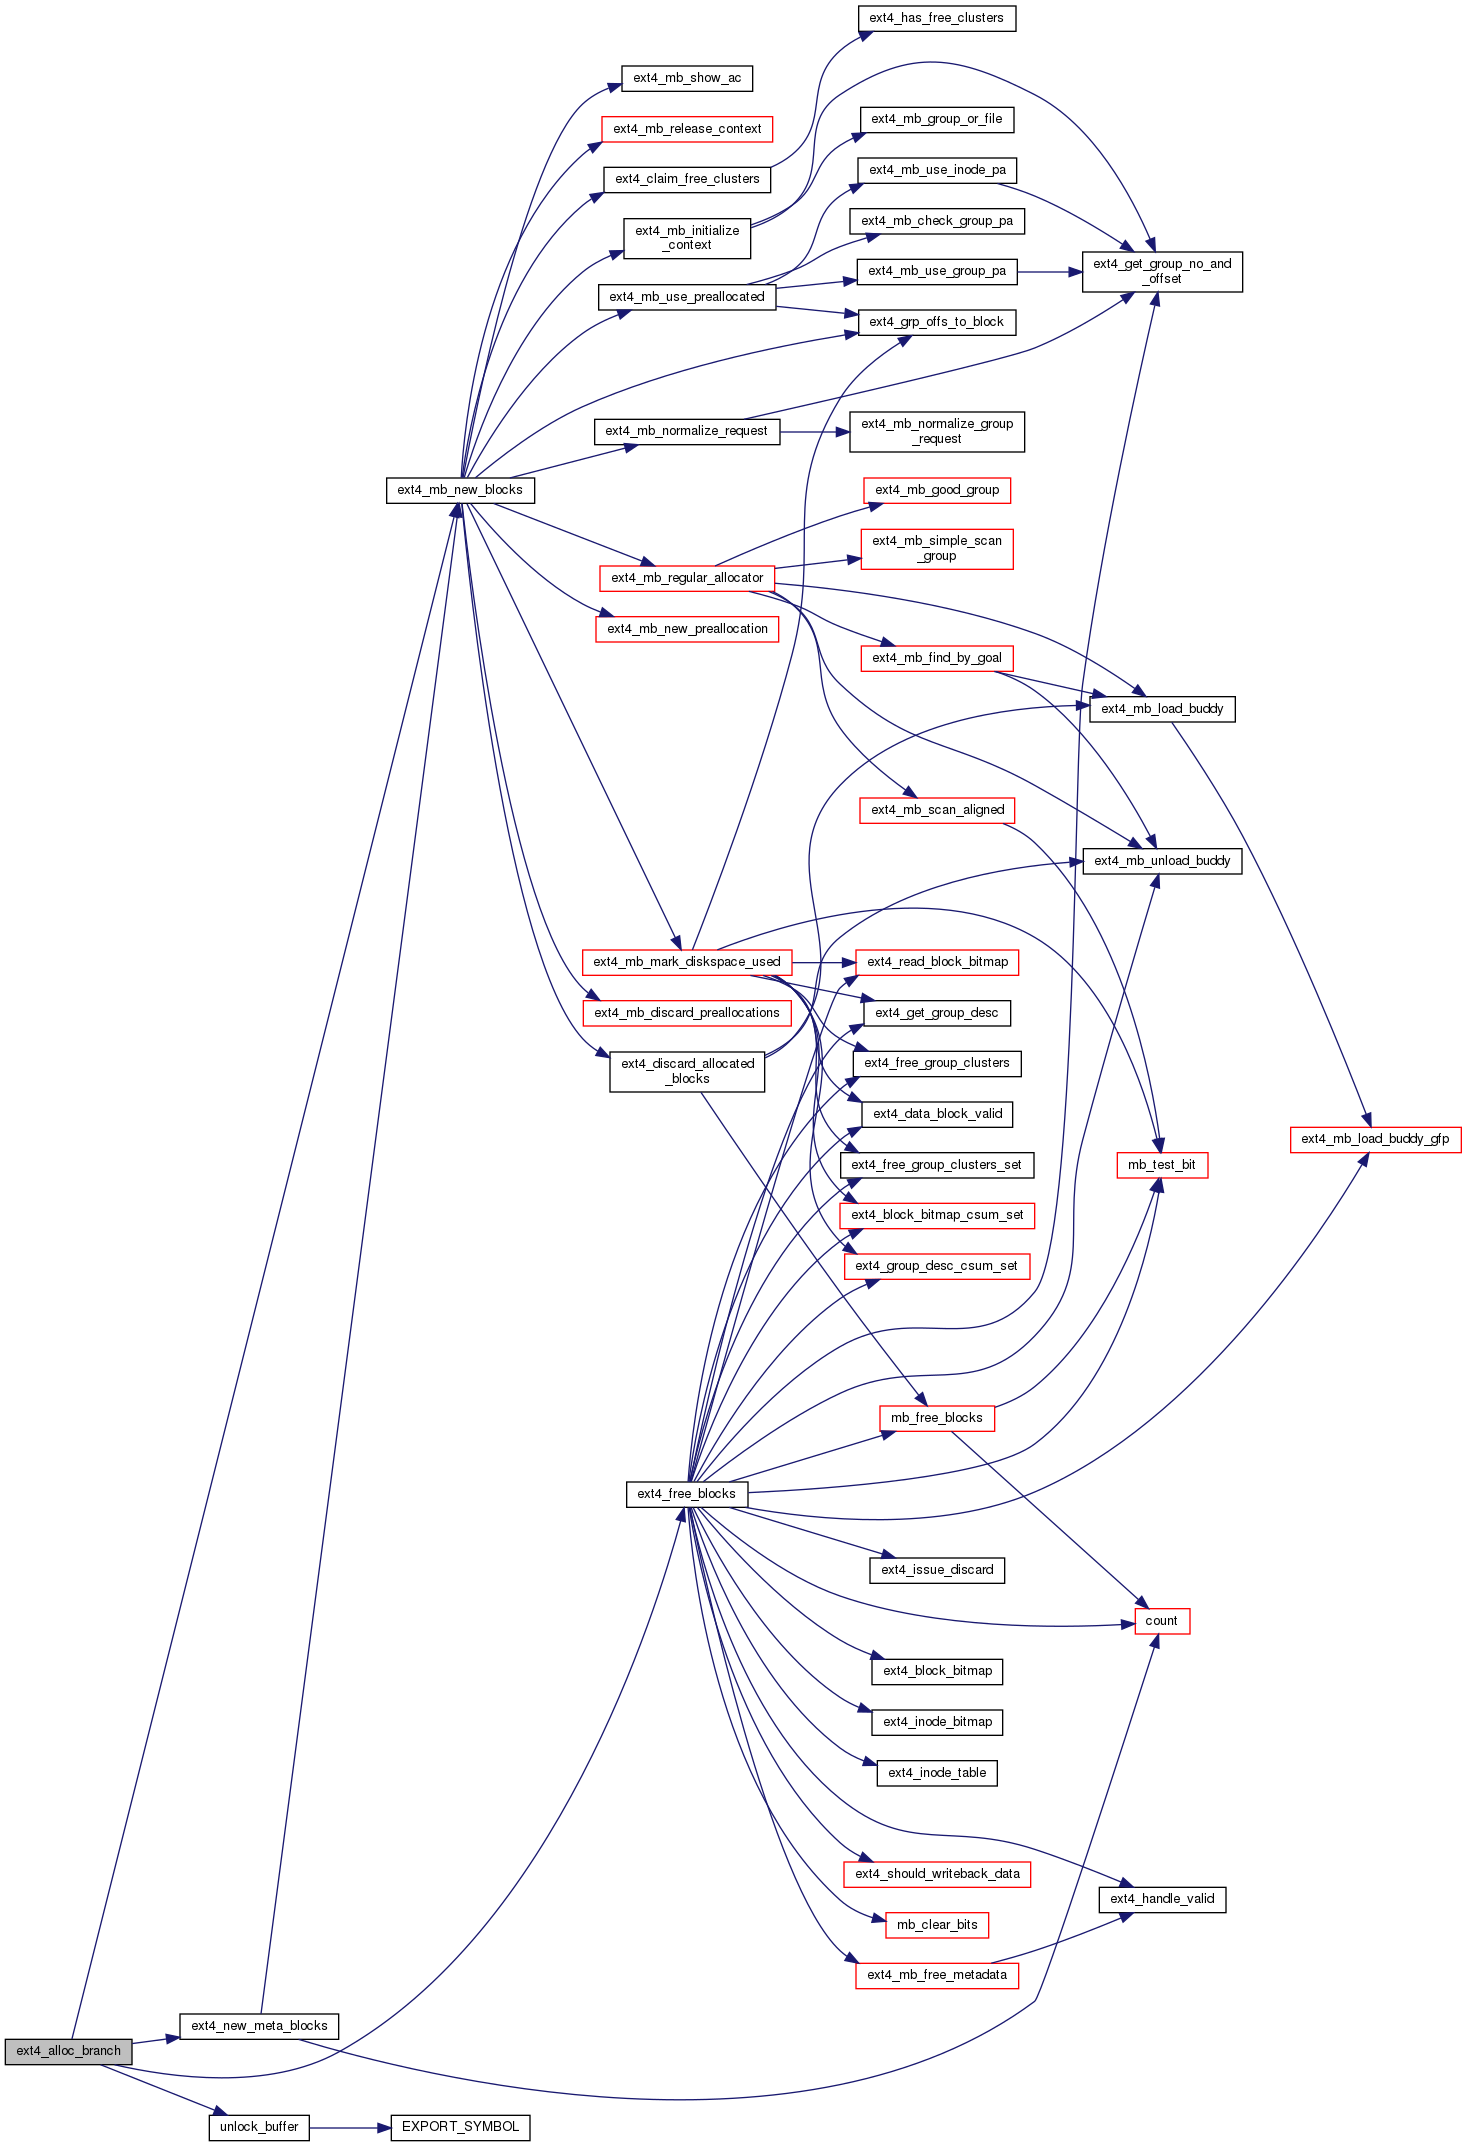 ext4_has_free_clusters
ext4_mb_show_ac
ext4_mb_group_or_file
ext4_mb_release_context
ext4_mb_use_inode_pa
ext4_claim_free_clusters
ext4_mb_check_group_pa
ext4_mb_initialize
_context
ext4_get_group_no_and
_offset
ext4_mb_use_group_pa
ext4_mb_use_preallocated
ext4_grp_offs_to_block
ext4_mb_normalize_request
ext4_mb_normalize_group
_request
ext4_mb_new_blocks
ext4_mb_good_group
ext4_mb_simple_scan
_group
ext4_mb_regular_allocator
ext4_mb_new_preallocation
ext4_mb_find_by_goal
ext4_mb_load_buddy
ext4_mb_scan_aligned
ext4_mb_unload_buddy
ext4_mb_mark_diskspace_used
ext4_read_block_bitmap
ext4_mb_discard_preallocations
ext4_get_group_desc
ext4_discard_allocated
_blocks
ext4_free_group_clusters
ext4_data_block_valid
ext4_mb_load_buddy_gfp
ext4_free_group_clusters_set
mb_test_bit
ext4_block_bitmap_csum_set
ext4_group_desc_csum_set
mb_free_blocks
ext4_free_blocks
ext4_issue_discard
count
ext4_block_bitmap
ext4_inode_bitmap
ext4_inode_table
ext4_should_writeback_data
ext4_handle_valid
mb_clear_bits
ext4_mb_free_metadata
ext4_new_meta_blocks
ext4_alloc_branch
unlock_buffer
EXPORT_SYMBOL